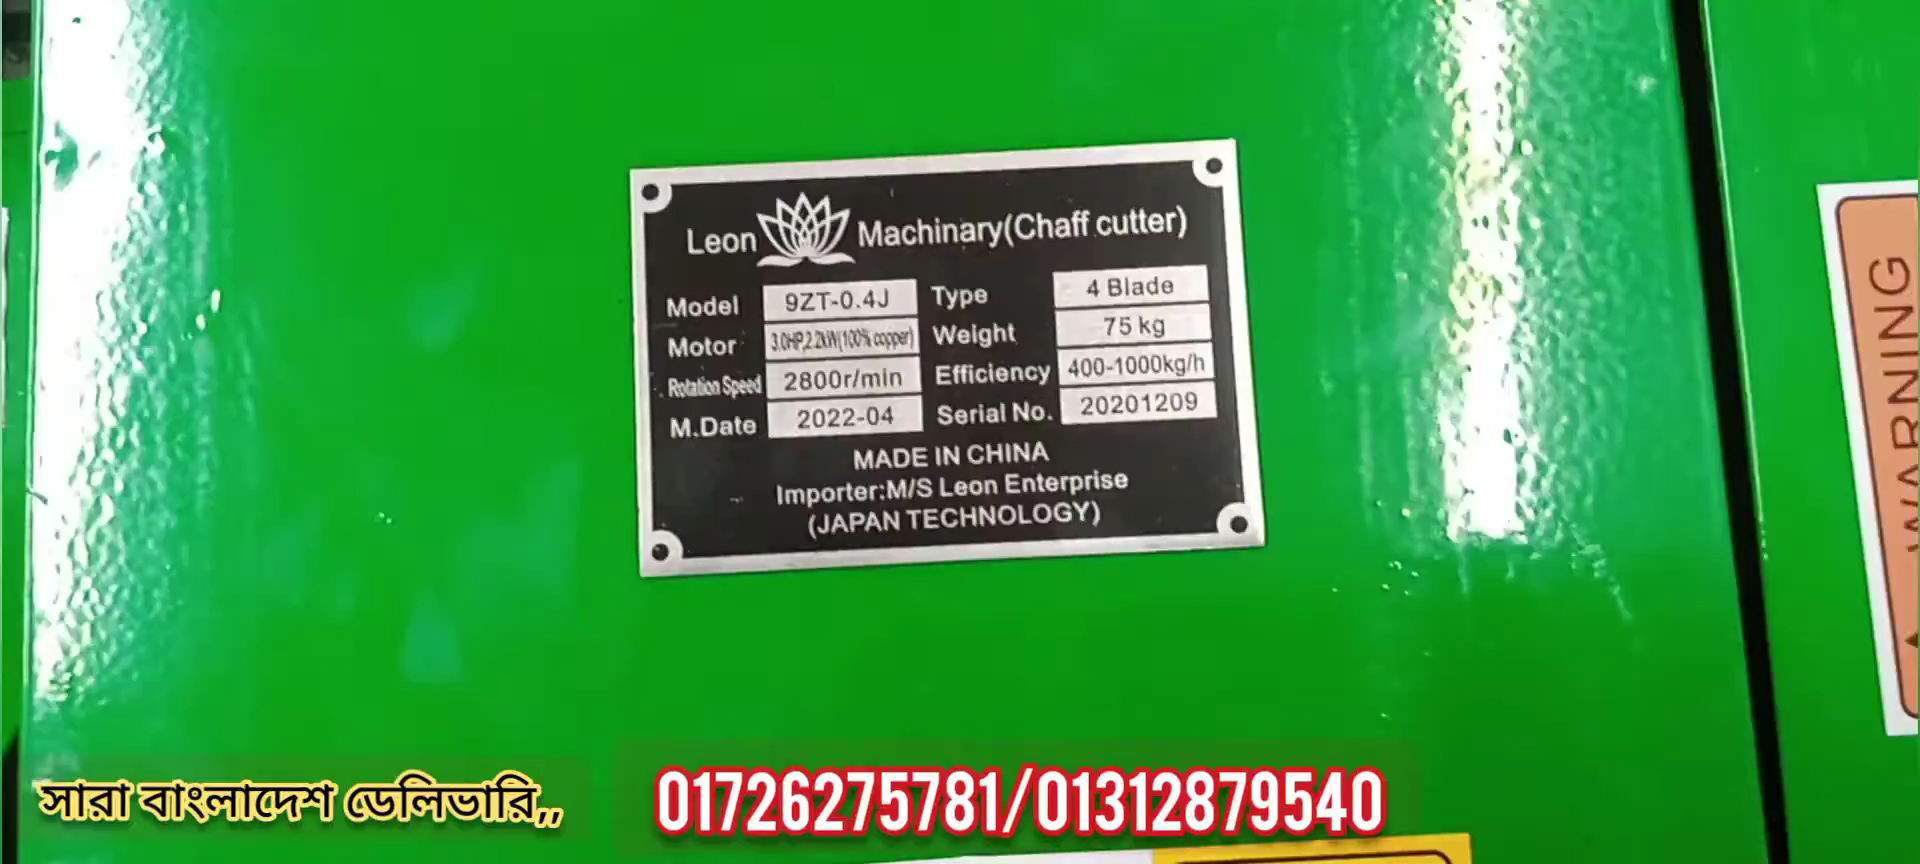 Leon Machinary(Chaff cutter)
Model 9ZT-0.4J Type 4 Blade
Motor 3.0HP,2.2kW(100% copper) Weight 75 kg
Rotation Speed 2800r/min Efficiency 400-1000kg/h
M.Date 2022-04 Serial No. 20201209
MADE IN CHINA
Importer:M/S Leon Enterprise
(JAPAN TECHNOLOGY)
WARNING
সারা বাংলাদেশ ডেলিভারি,,
01726275781/01312879540